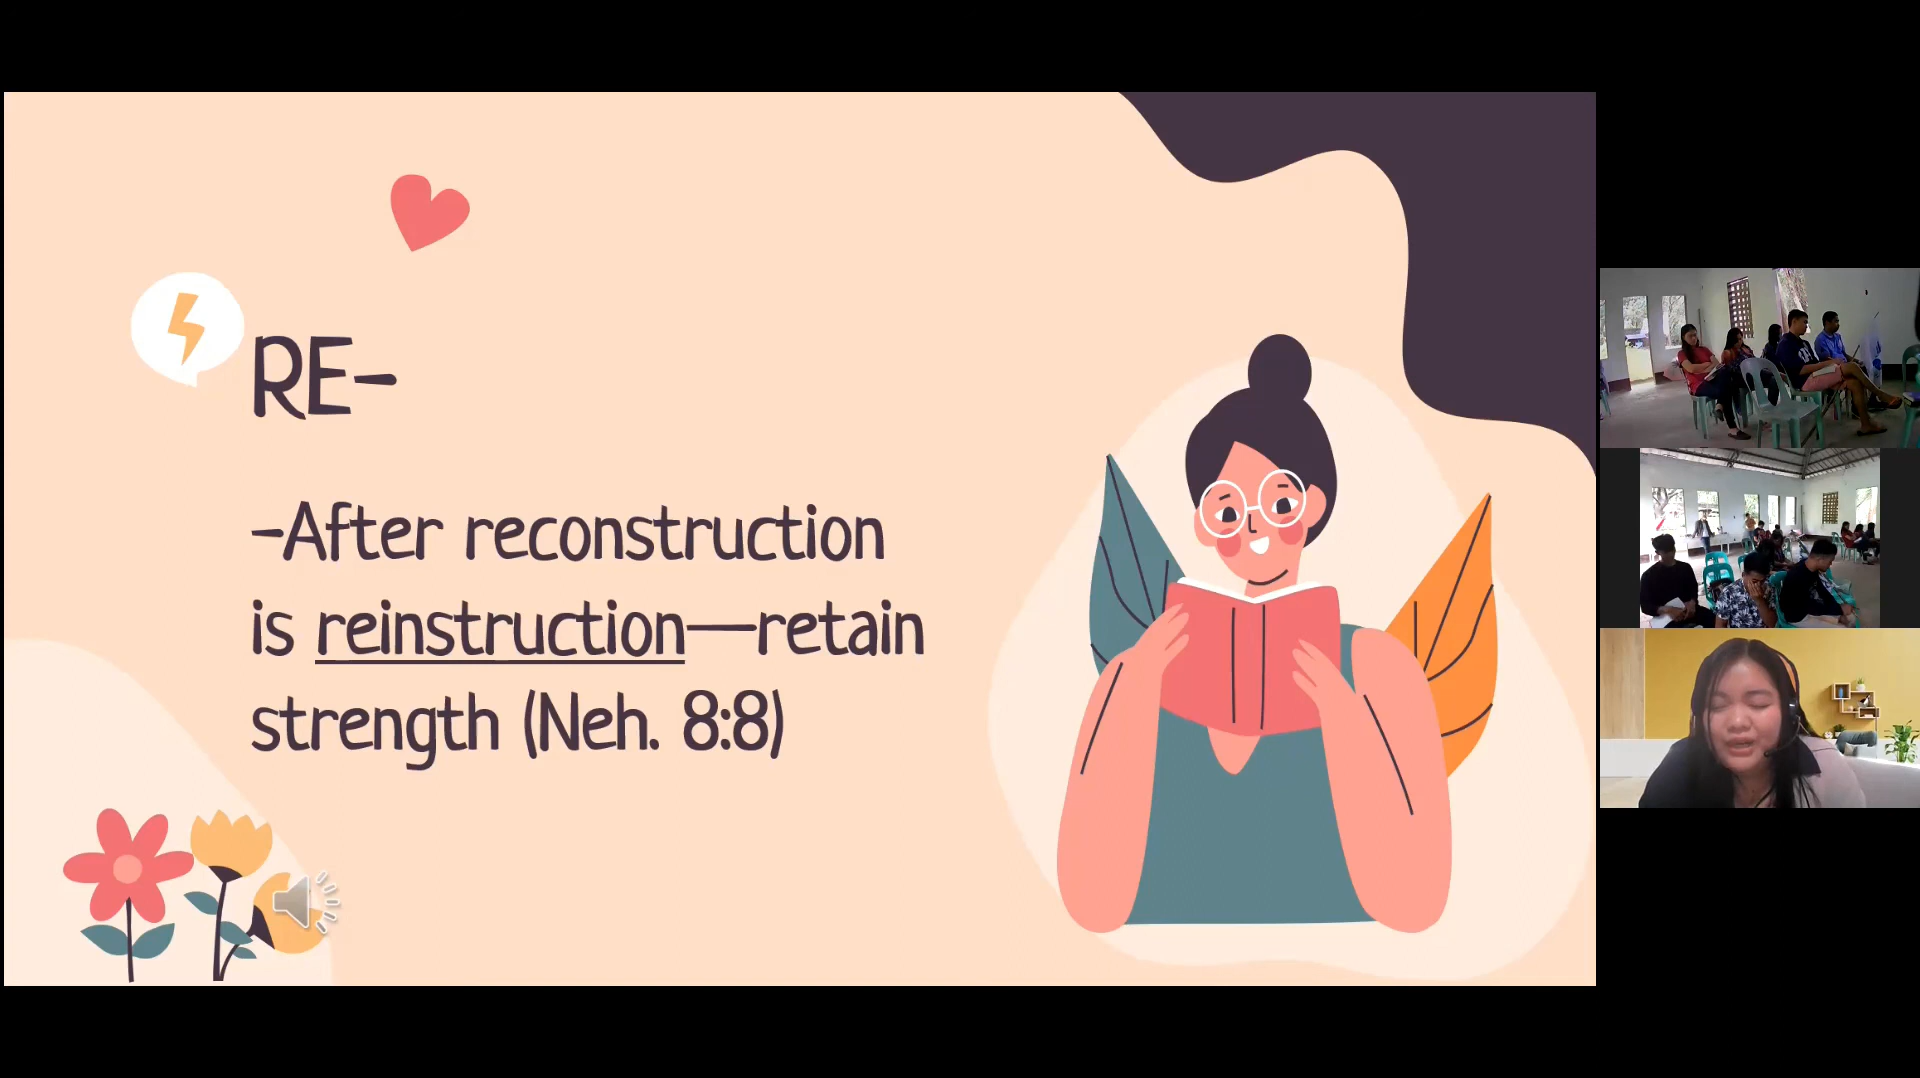 RE-
-After reconstruction
is reinstruction—retain
strength (Neh. 8:8)